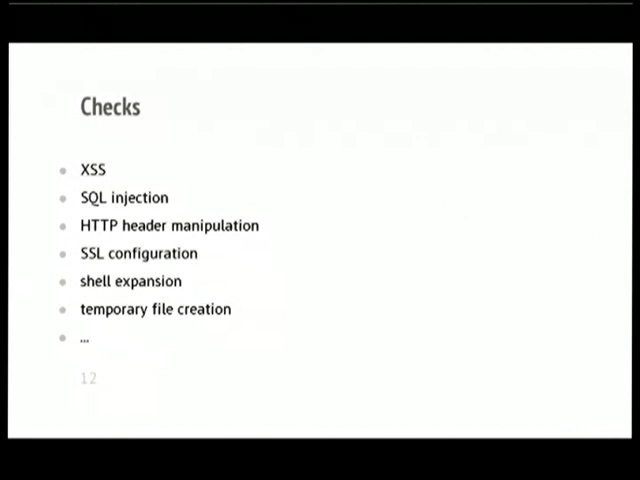 Checks
XSS
SQL injection
HTTP header manipulation
SSL configuration
shell expansion
temporary file creation
...
12